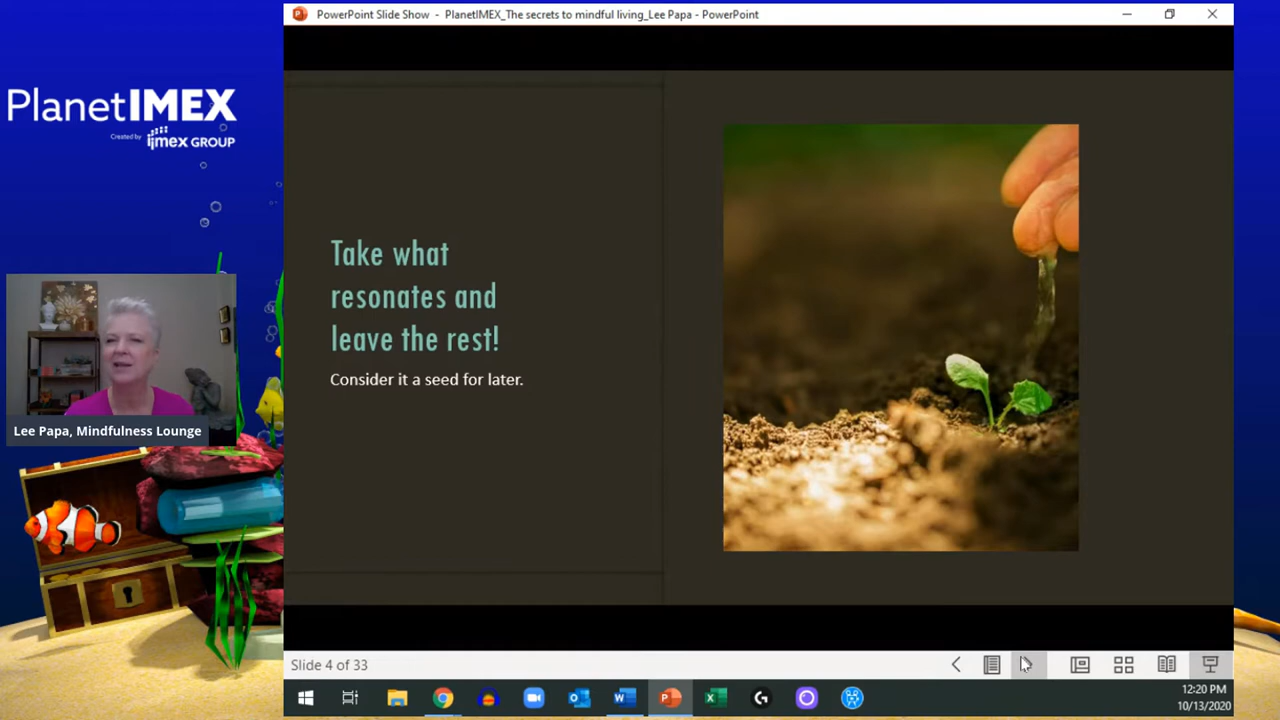 PowerPoint Slide Show - PlanetIMEX_The secrets to mindful living_Lee Papa - PowerPoint
PlanetIMEX
Created by imex GROUP
Take what
resonates and
leave the rest!
Consider it a seed for later.
Lee Papa, Mindfulness Lounge
Slide 4 of 33
12:20 PM
10/13/2020